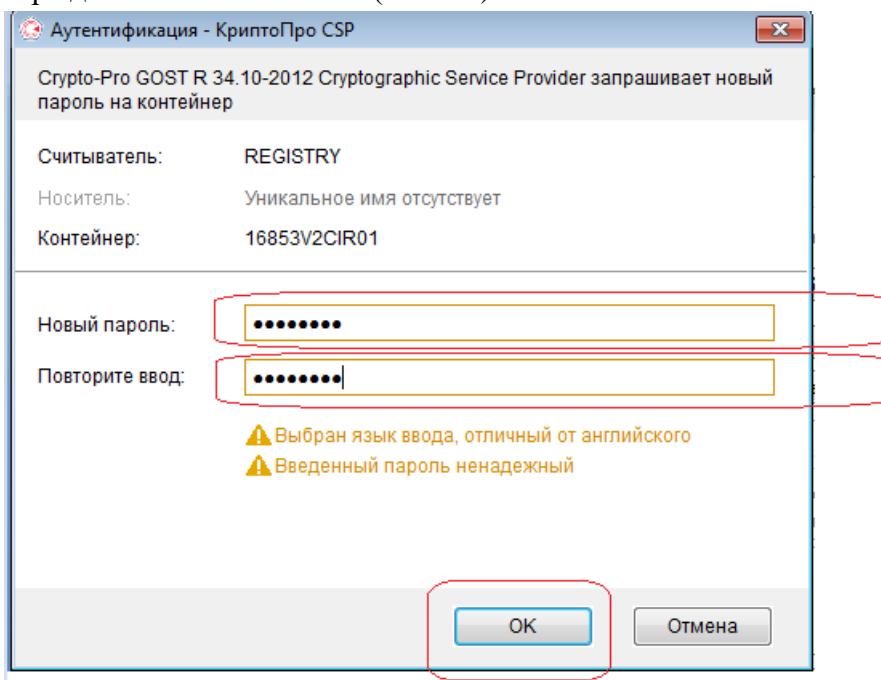 Аутентификация - КриптоПро CSP
Crypto-Pro GOST R 34.10-2012 Cryptographic Service Provider запрашивает новый
пароль на контейнер
Считыватель: REGISTRY
Носитель: Уникальное имя отсутствует
Контейнер: 16853V2CIR01
Новый пароль: ●●●●●●●●
Повторите ввод: ●●●●●●●●
Выбран язык ввода, отличный от английского
Введенный пароль ненадежный
OK Отмена